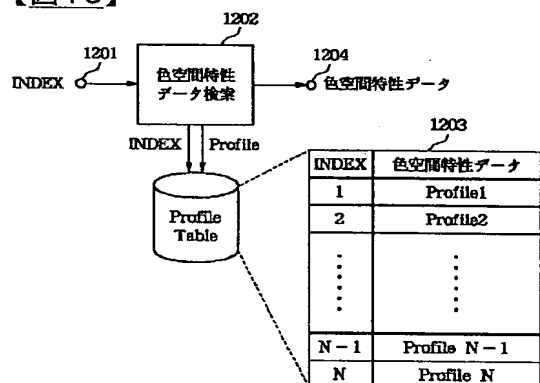 1202
1201
1204
INDEX
色空間特性
データ検索
色空間特性データ
INDEX Profile
1203
Profile
Table
INDEX 色空間特性データ
1 Profile1
2 Profile2
N−1 Profile N−1
N Profile N